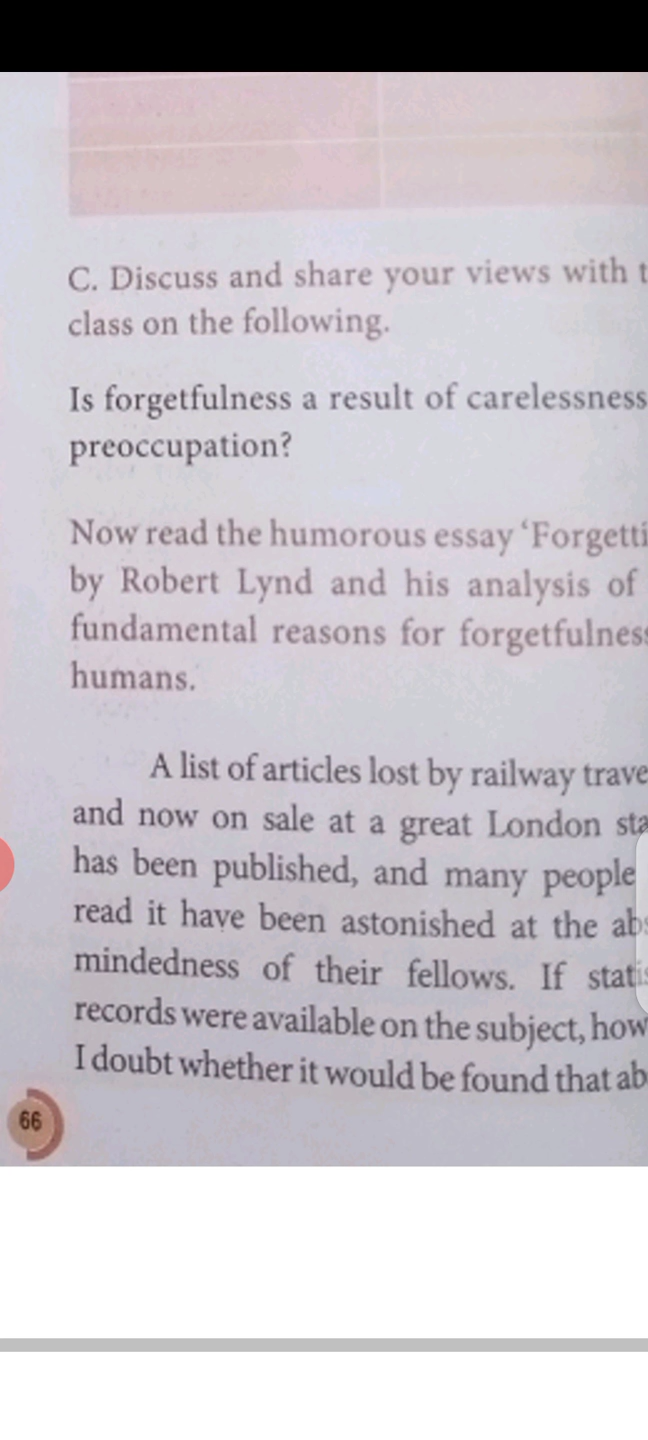 C. Discuss and share your views with t
class on the following.
Is forgetfulness a result of carelessness
preoccupation?
Now read the humorous essay ‘Forgetti
by Robert Lynd and his analysis of
fundamental reasons for forgetfulness
humans.
A list of articles lost by railway trave
and now on sale at a great London sta
has been published, and many people
read it have been astonished at the abs
mindedness of their fellows. If statis
records were available on the subject, how
I doubt whether it would be found that ab
66